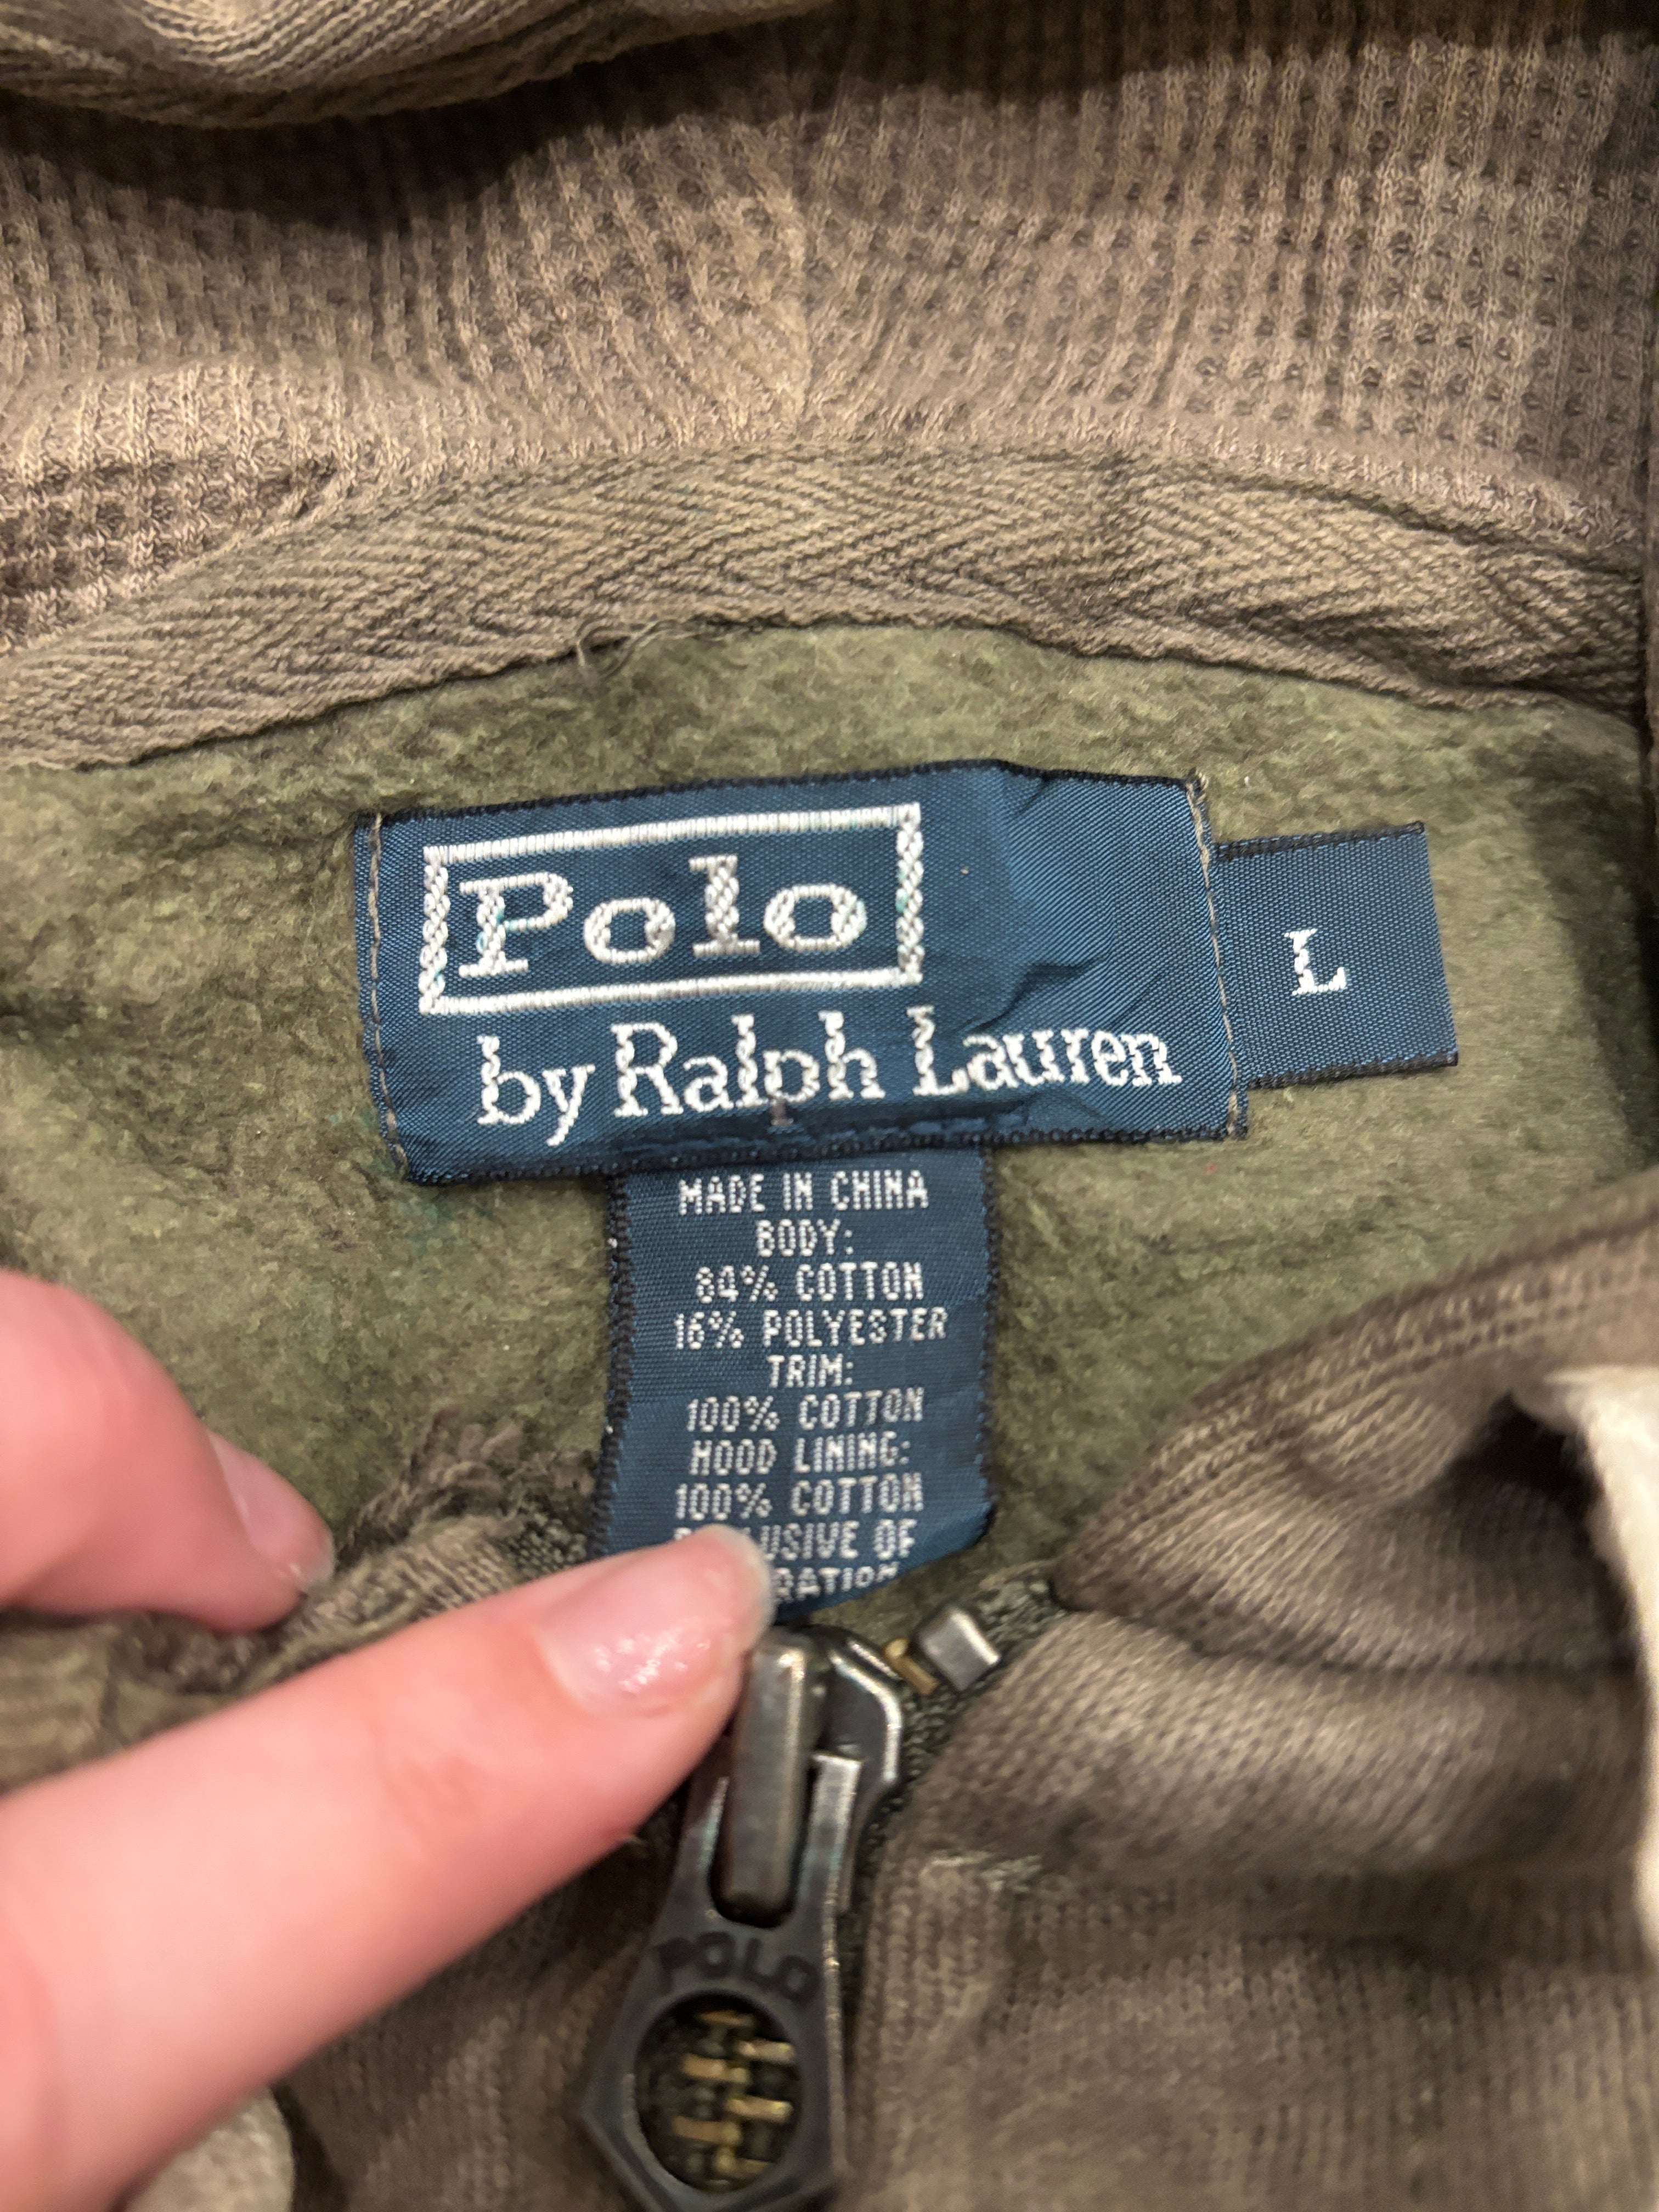 Polo
by Ralph Lauren
L
MADE IN CHINA
BODY:
84% COTTON
16% POLYESTER
TRIM:
100% COTTON
HOOD LINING:
100% COTTON
OF
POLO